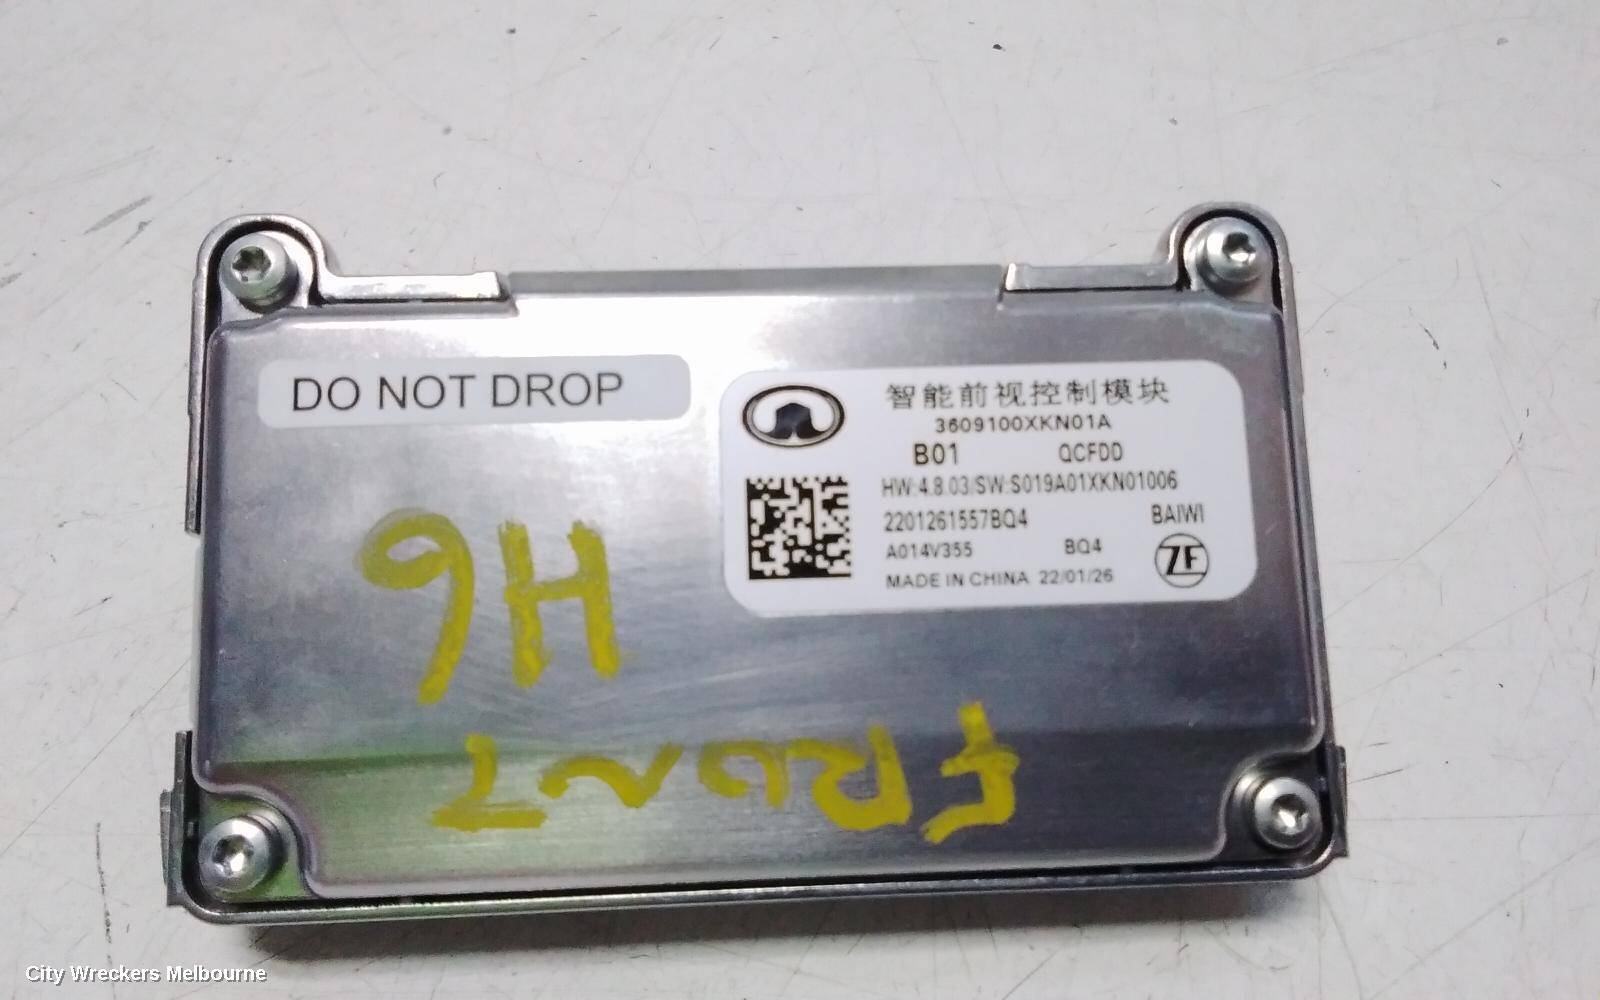 DO NOT DROP
智能前视控制模块
3609100XKN01A
B01 QCFDD
HW:4.8.03/SW:S019A01XKN01006
2201261557BQ4 BAIWI
A014V355 BQ4
MADE IN CHINA 22/01/26
ZF
H6
FRONT
City Wreckers Melbourne